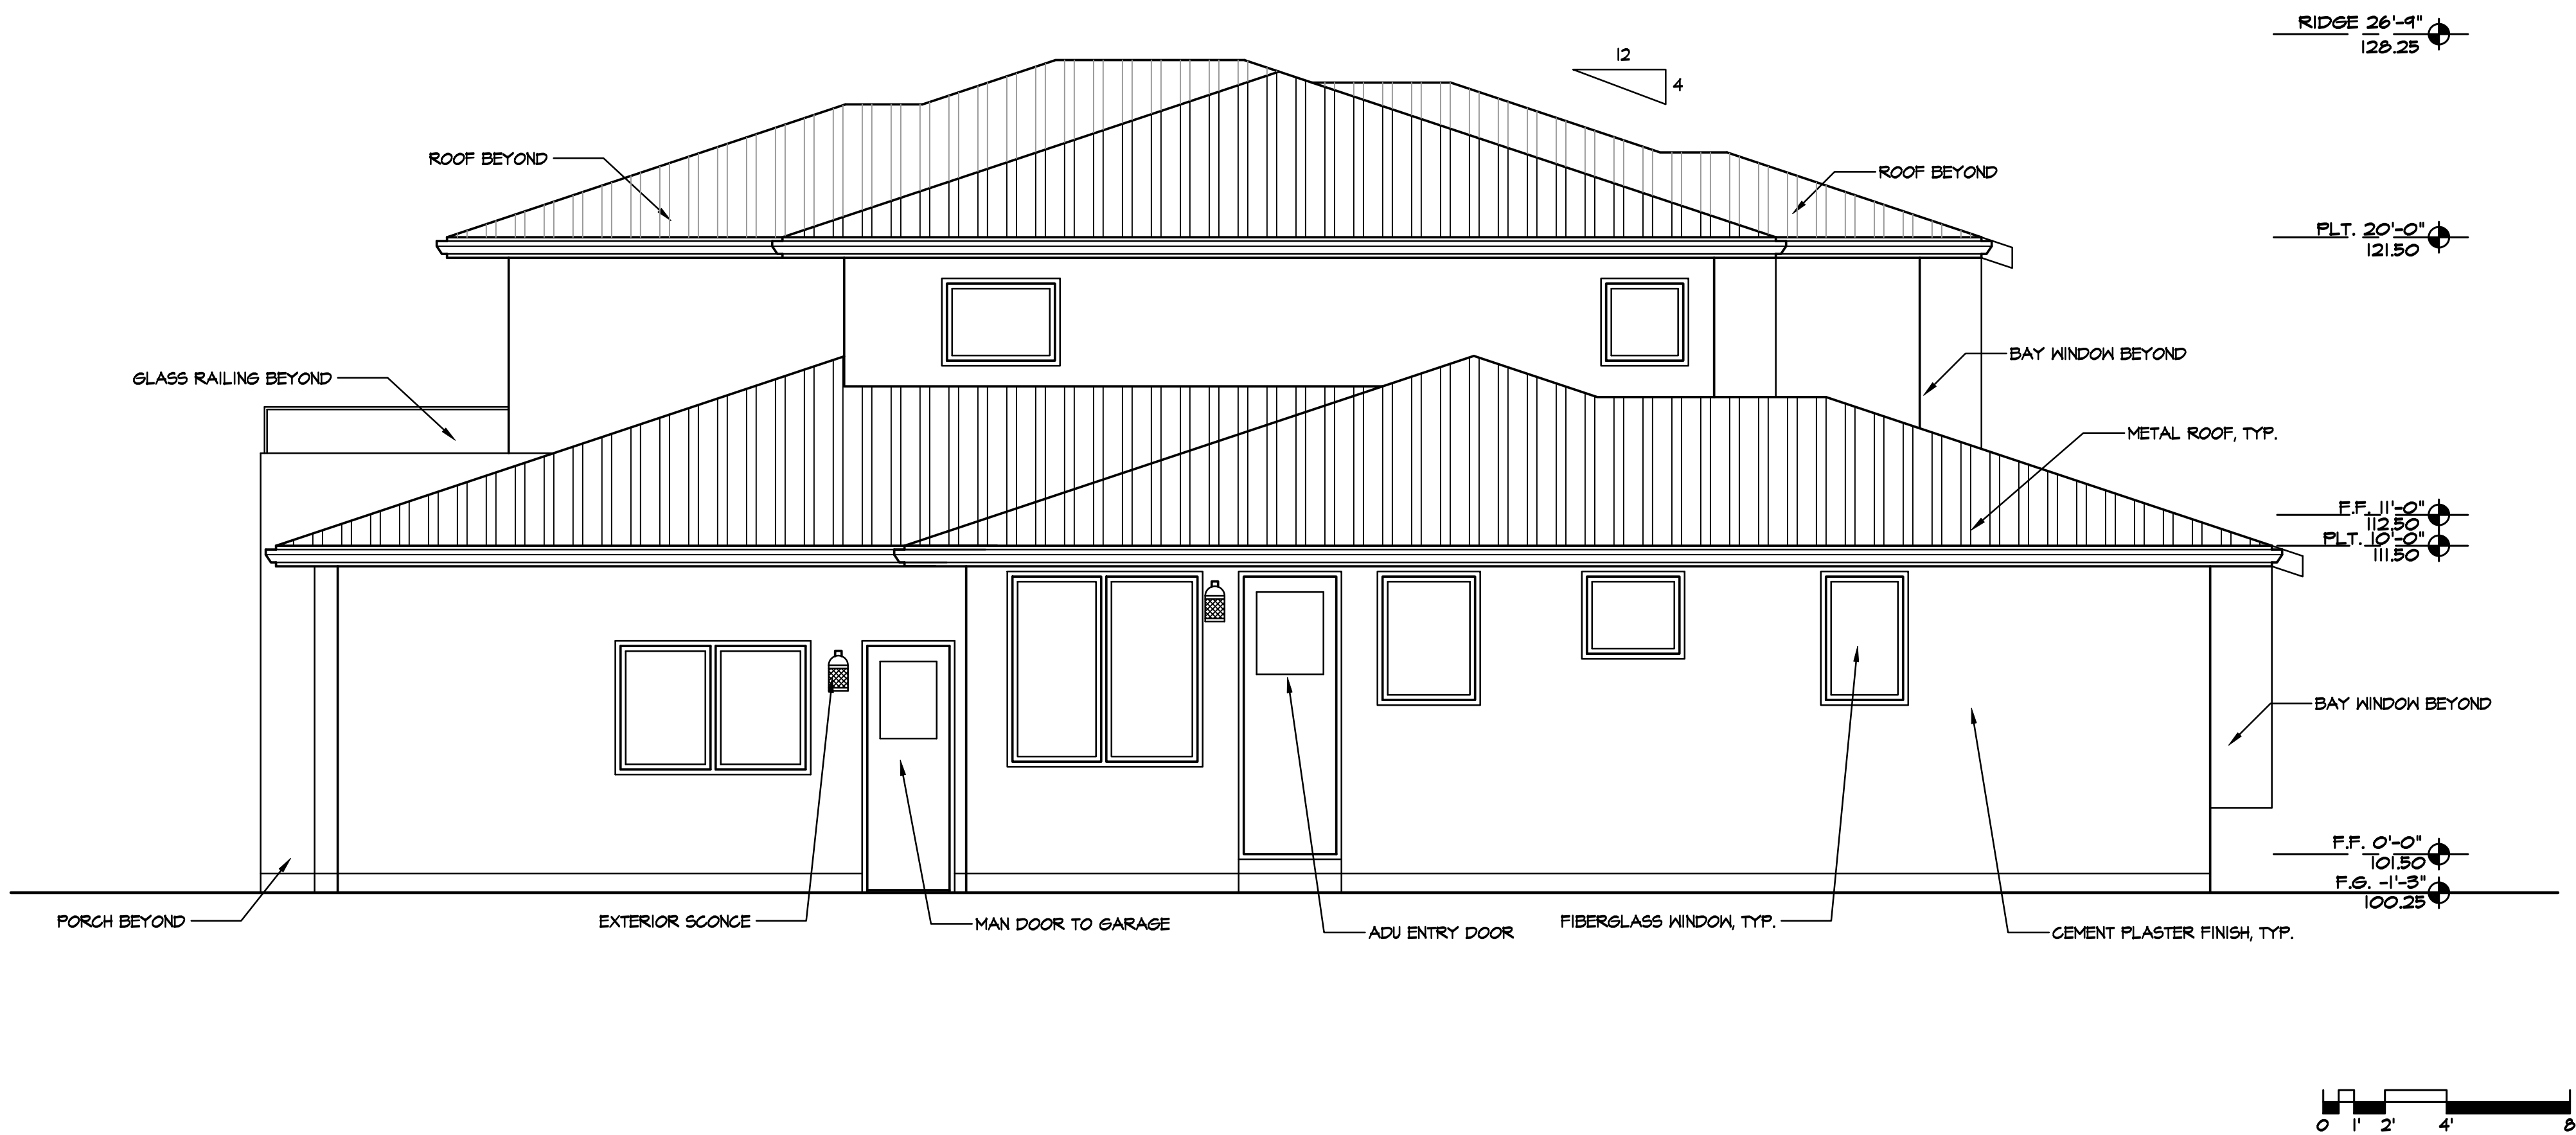 RIDGE 26'-9"
128.25
12
4
ROOF BEYOND
ROOF BEYOND
PLT. 20'-0"
121.50
BAY WINDOW BEYOND
GLASS RAILING BEYOND
METAL ROOF, TYP.
F.F. 11'-0"
112.50
PLT. 10'-0"
111.50
BAY WINDOW BEYOND
F.F. 0'-0"
101.50
F.G. -1'-3"
100.25
PORCH BEYOND
EXTERIOR SCONCE
MAN DOOR TO GARAGE
ADU ENTRY DOOR
FIBERGLASS WINDOW, TYP.
CEMENT PLASTER FINISH, TYP.
0 1' 2' 4' 8